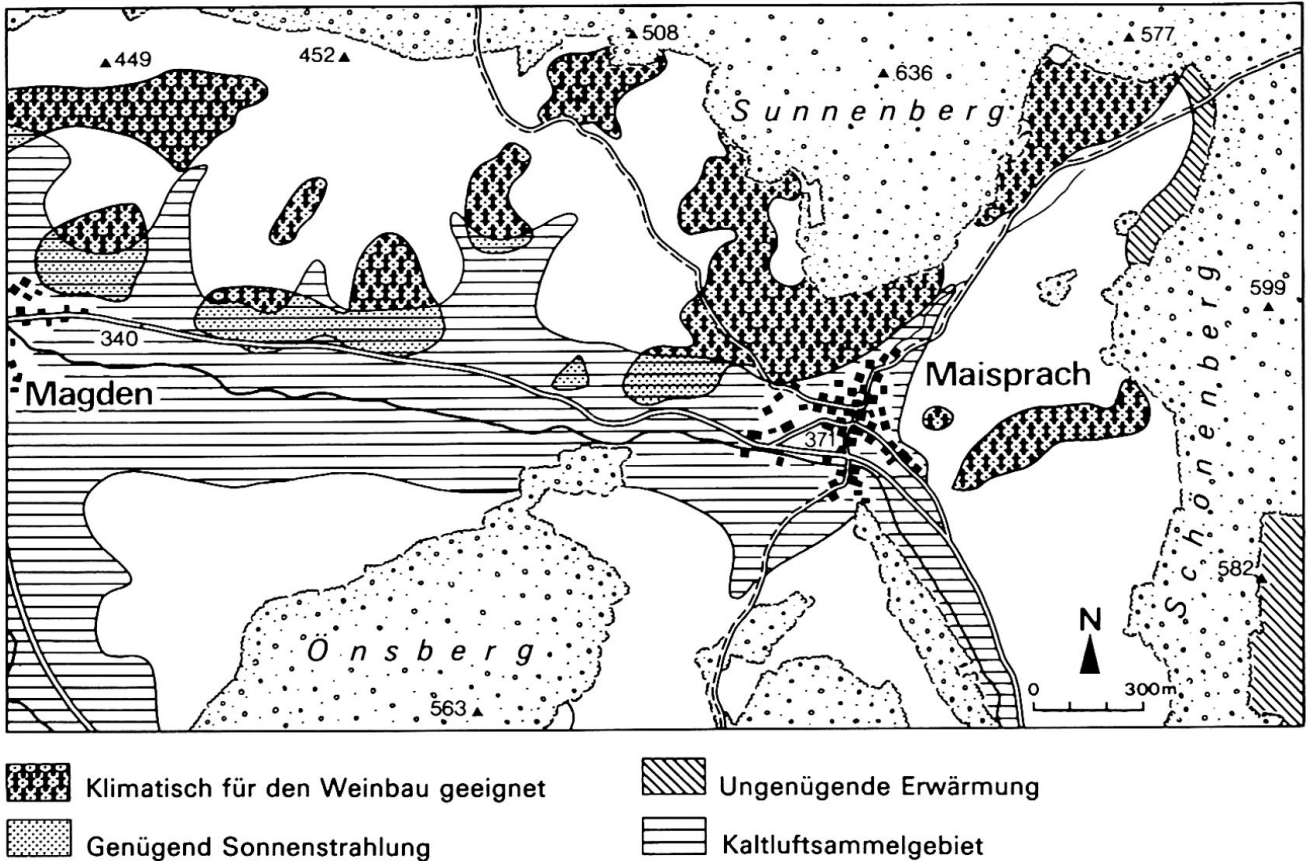 449
452
508
577
636
Sunnenberg
599
340
Magden
Maisprach
371
Schönenberg
582
Önsberg
563
N
0 300m
Klimatisch für den Weinbau geeignet
Ungenügende Erwärmung
Genügend Sonnenstrahlung
Kaltluftsammelgebiet